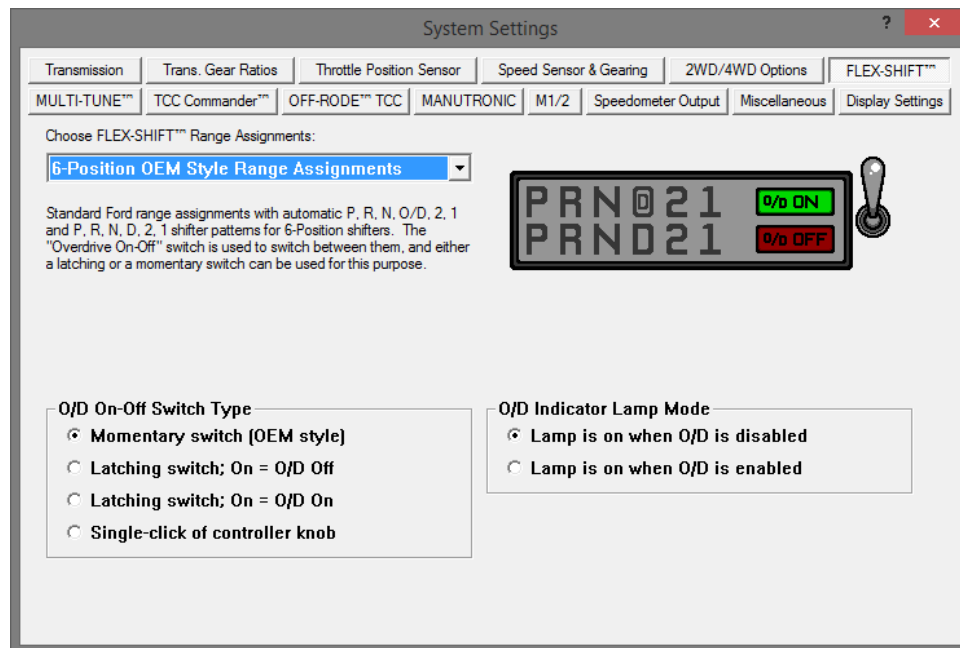 System Settings
?
×
Transmission
Trans. Gear Ratios
Throttle Position Sensor
Speed Sensor & Gearing
2WD/4WD Options
FLEX-SHIFT™
MULTI-TUNE™
TCC Commander™
OFF-RODE™ TCC
MANUTRONIC
M1/2
Speedometer Output
Miscellaneous
Display Settings
Choose FLEX-SHIFT™ Range Assignments:
6-Position OEM Style Range Assignments
Standard Ford range assignments with automatic P, R, N, O/D, 2, 1
and P, R, N, D, 2, 1 shifter patterns for 6-Position shifters. The
"Overdrive On-Off" switch is used to switch between them, and either
a latching or a momentary switch can be used for this purpose.
P R N D 2 1 O/D ON
P R N D 2 1 O/D OFF
O/D On-Off Switch Type
Momentary switch (OEM style)
Latching switch; On = O/D Off
Latching switch; On = O/D On
Single-click of controller knob
O/D Indicator Lamp Mode
Lamp is on when O/D is disabled
Lamp is on when O/D is enabled